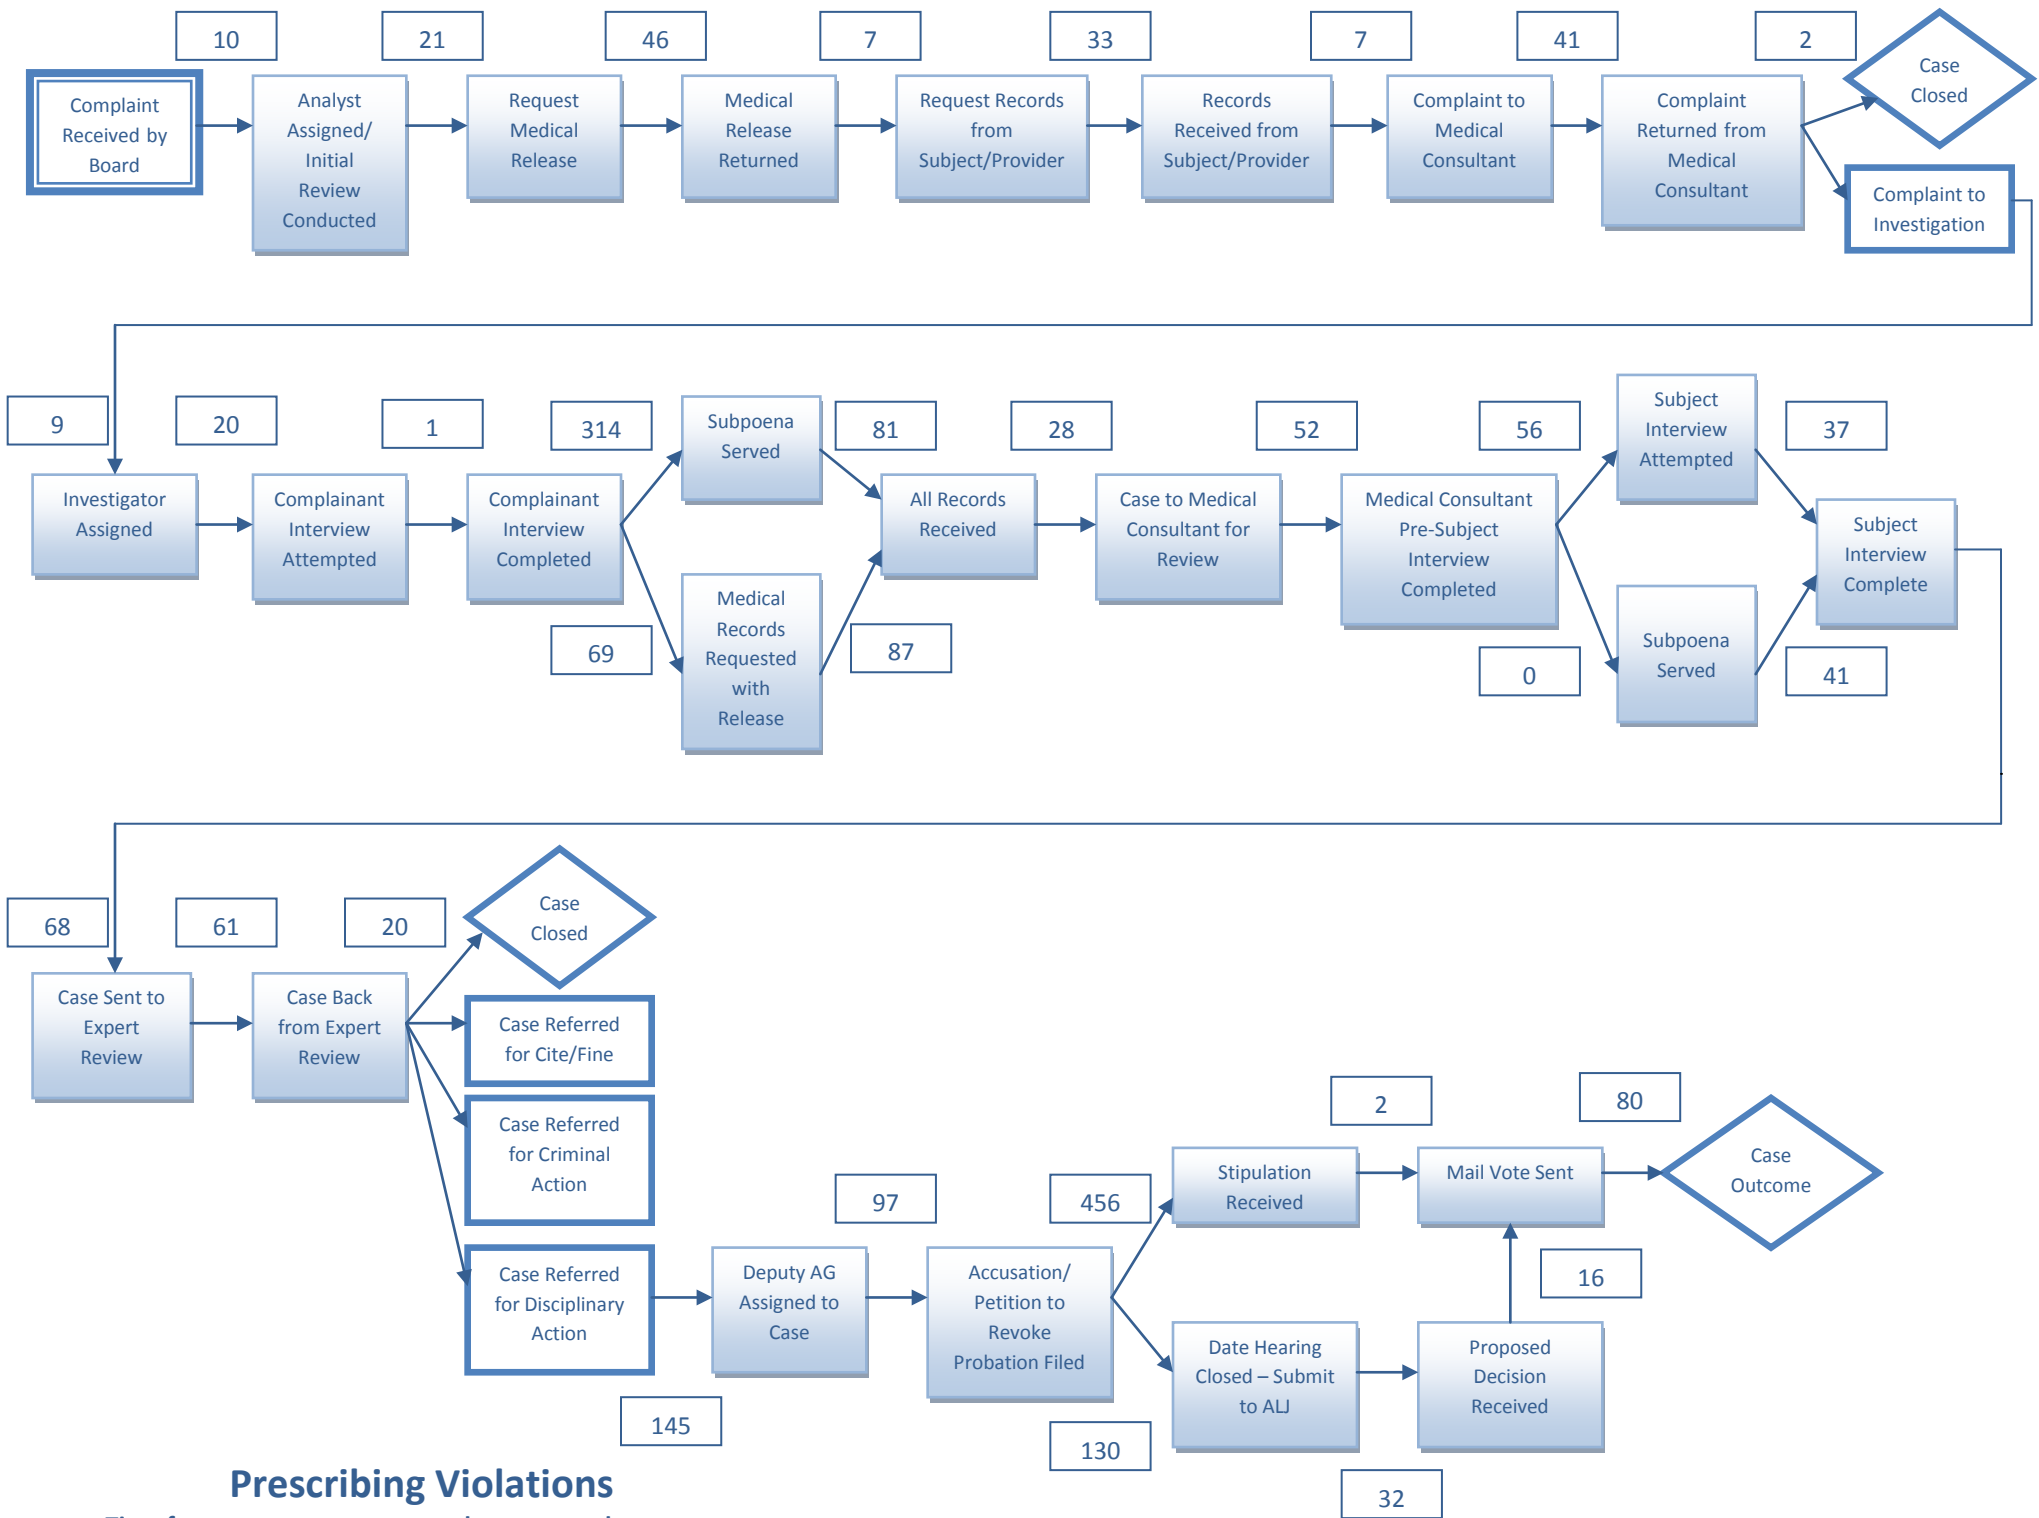 10
21
46
7
33
7
41
2
Complaint
Received by
Board
Analyst
Assigned/
Initial
Review
Conducted
Request
Medical
Release
Medical
Release
Returned
Request Records
from
Subject/Provider
Records
Received from
Subject/Provider
Complaint to
Medical
Consultant
Complaint
Returned from
Medical
Consultant
Case
Closed
Complaint to
Investigation
9
20
1
314
81
28
52
56
37
Investigator
Assigned
Complainant
Interview
Attempted
Complainant
Interview
Completed
Subpoena
Served
69
Medical
Records
Requested
with
Release
87
All Records
Received
Case to Medical
Consultant for
Review
Medical Consultant
Pre-Subject
Interview
Completed
Subject
Interview
Attempted
0
Subpoena
Served
41
Subject
Interview
Complete
68
61
20
Case Sent to
Expert
Review
Case Back
from Expert
Review
Case
Closed
Case Referred
for Cite/Fine
Case Referred
for Criminal
Action
Case Referred
for Disciplinary
Action
145
Deputy AG
Assigned to
Case
97
Accusation/
Petition to
Revoke
Probation Filed
456
130
Stipulation
Received
2
Mail Vote Sent
80
Case
Outcome
Date Hearing
Closed – Submit
to ALJ
32
Proposed
Decision
Received
16
Prescribing Violations